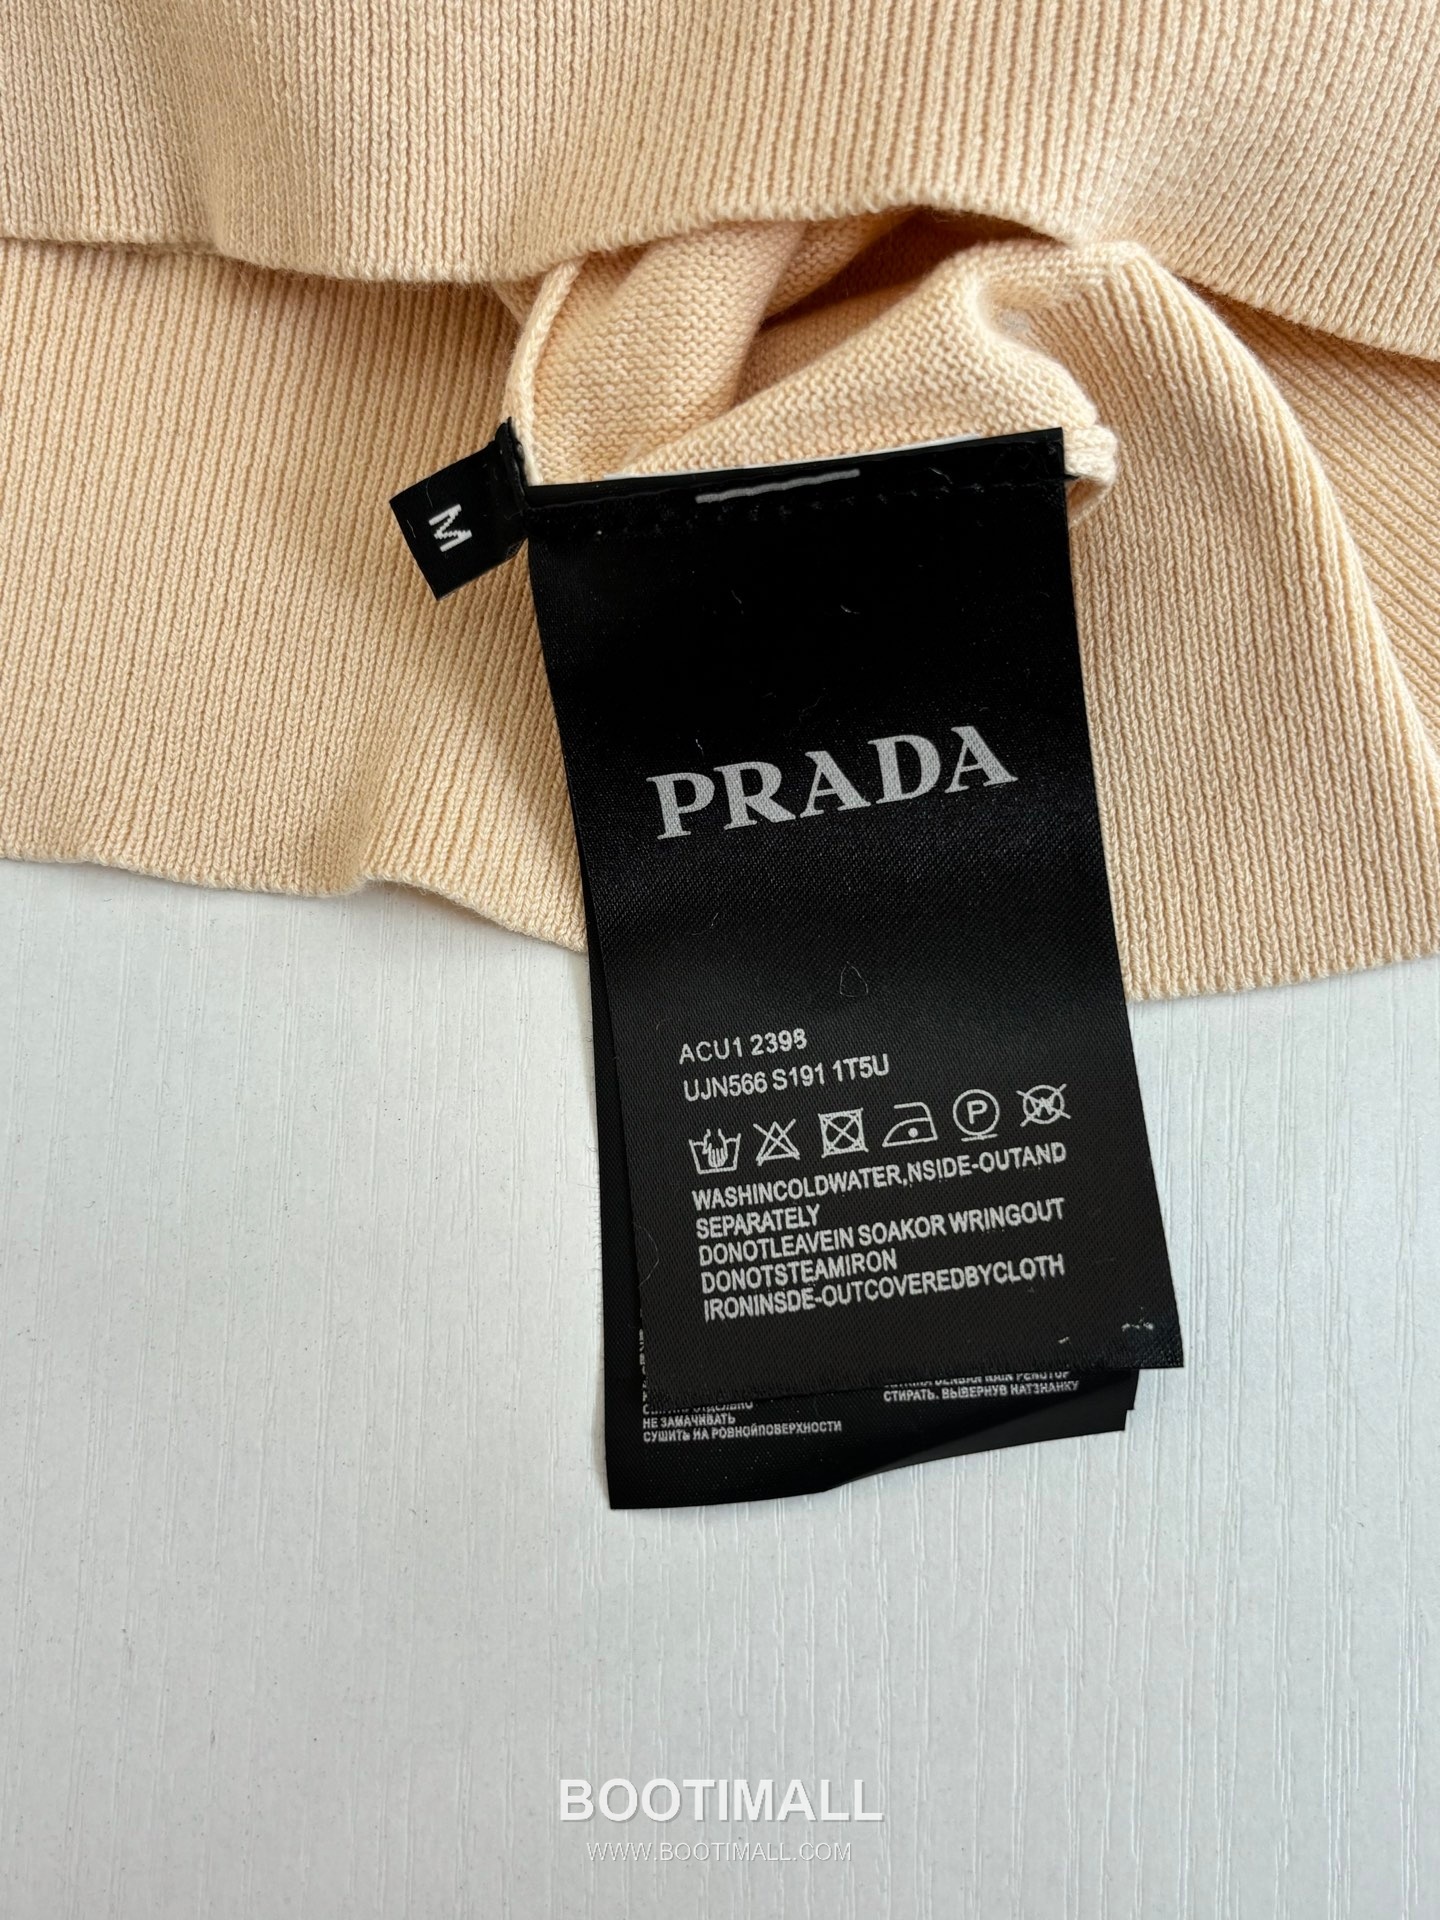 M
PRADA
ACU1 2398
UJN566 S191 1T5U
P
W
WASHINCOLDWATER,NSIDE-OUTAND
SEPARATELY
DONOTLEAVEIN SOAKOR WRINGOUT
DONOTSTEAMIRON
IRONINSDE-OUTCOVEREDBYCLOTH
НЕ ЗАМАЧИВАТЬ
СУШИТЬ НА РОВНОЙПОВЕРХНОСТИ
СТИРАТЬ. ВЫВЕРНУВ НАТЗНАНКУ
BOOTIMALL
WWW.BOOTIMALL.COM